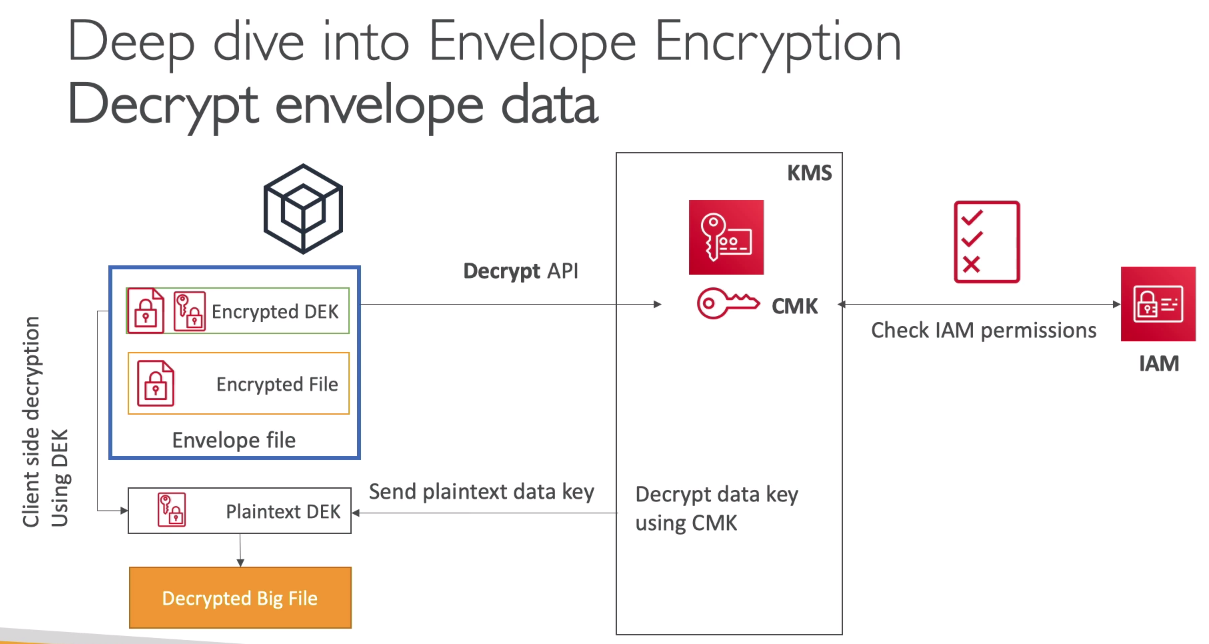 Deep dive into Envelope Encryption
Decrypt envelope data
KMS
Decrypt API
Encrypted DEK
CMK
Check IAM permissions
IAM
Encrypted File
Envelope file
Client side decryption
Using DEK
Send plaintext data key
Decrypt data key
using CMK
Plaintext DEK
Decrypted Big File